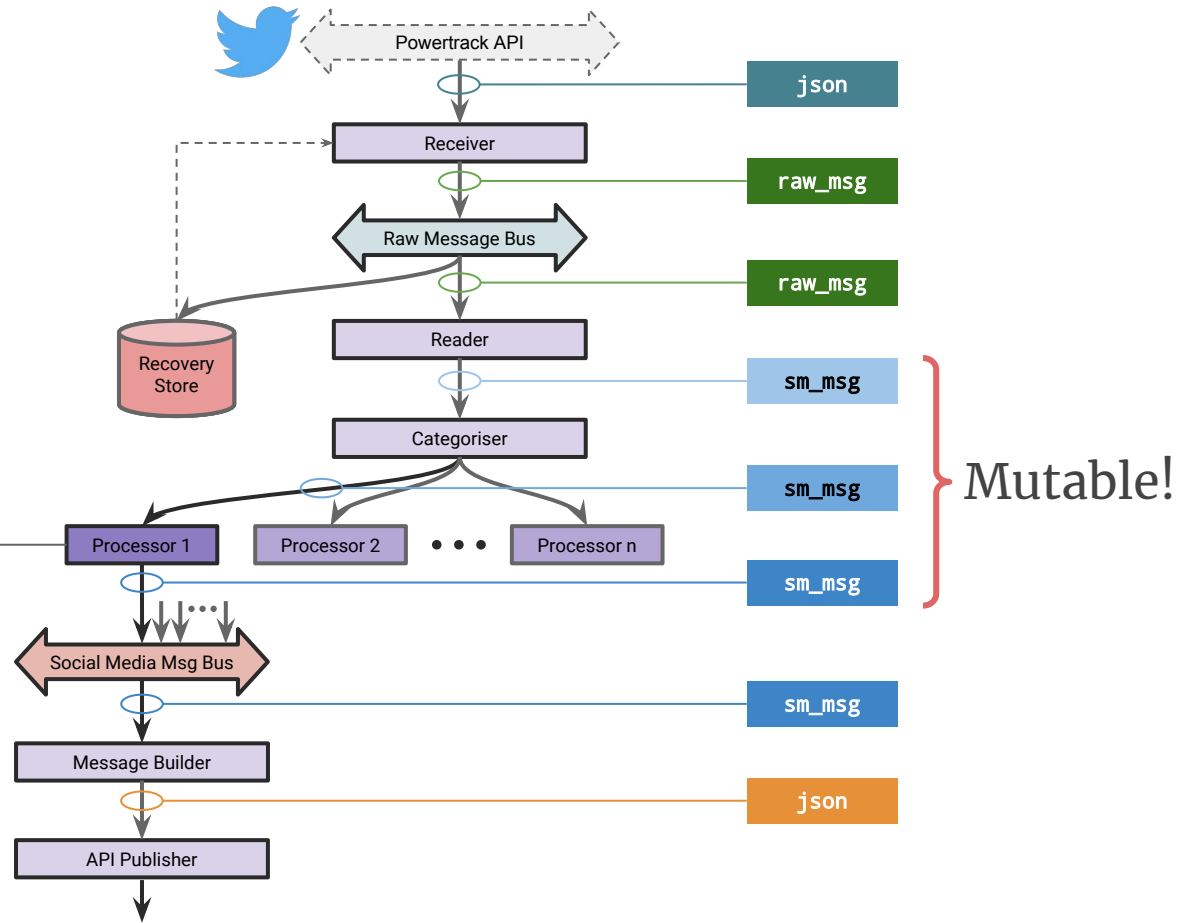 Powertrack API
json
Receiver
raw_msg
Raw Message Bus
raw_msg
Reader
Recovery
Store
sm_msg
Mutable!
Categoriser
sm_msg
Processor 1
Processor 2
Processor n
sm_msg
Social Media Msg Bus
sm_msg
Message Builder
json
API Publisher